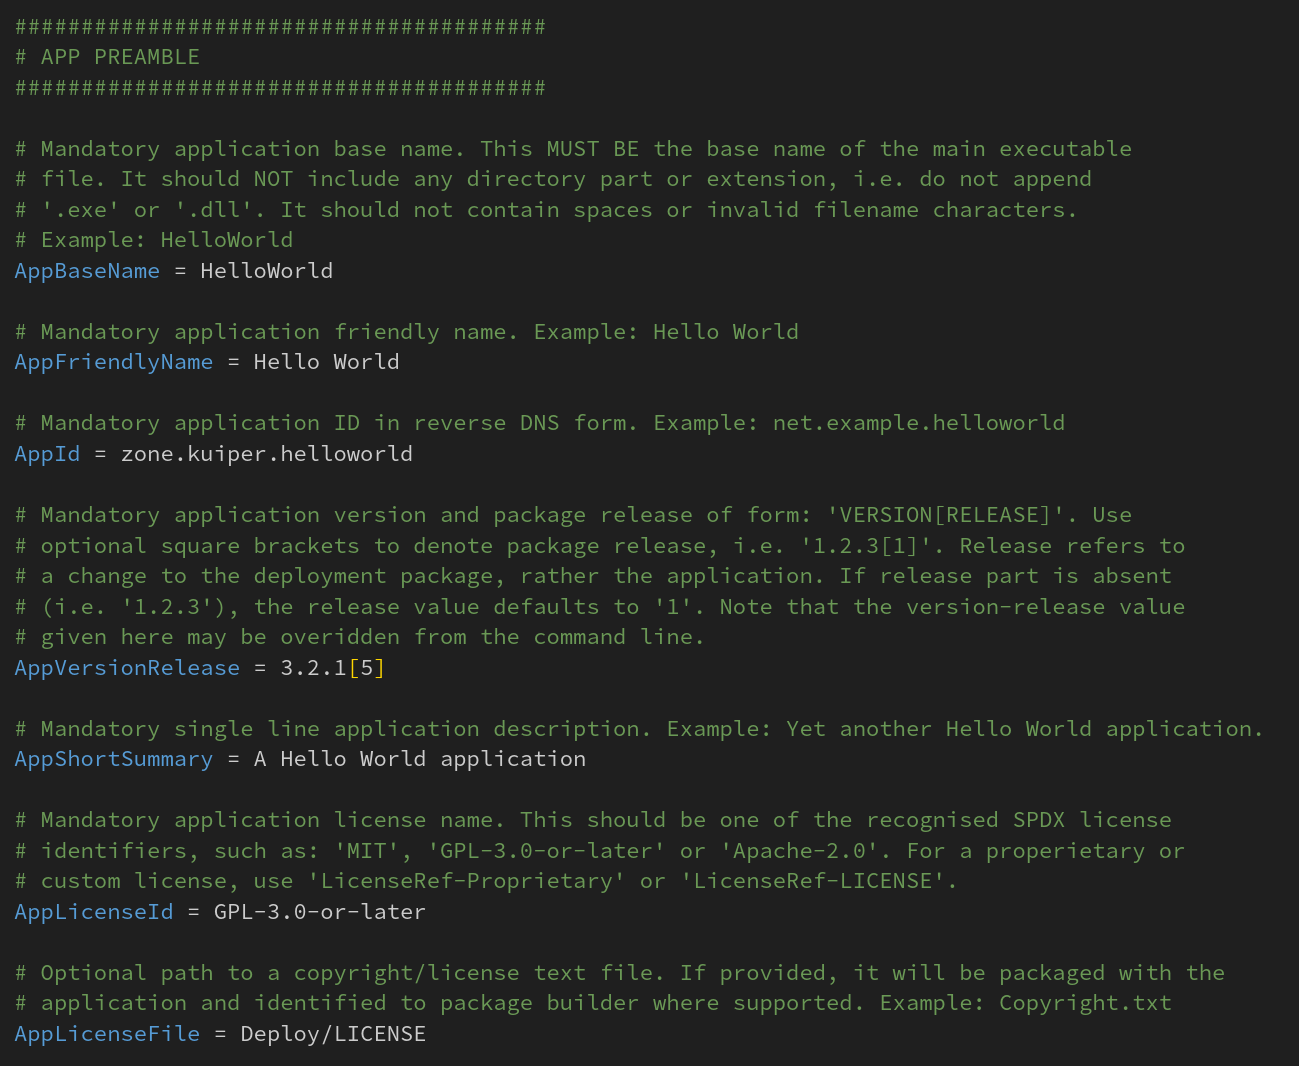 ########################################
# APP PREAMBLE
########################################
# Mandatory application base name. This MUST BE the base name of the main executable
# file. It should NOT include any directory part or extension, i.e. do not append
# '.exe' or '.dll'. It should not contain spaces or invalid filename characters.
# Example: HelloWorld
AppBaseName = HelloWorld
# Mandatory application friendly name. Example: Hello World
AppFriendlyName = Hello World
# Mandatory application ID in reverse DNS form. Example: net.example.helloworld
AppId = zone.kuiper.helloworld
# Mandatory application version and package release of form: 'VERSION[RELEASE]'. Use
# optional square brackets to denote package release, i.e. '1.2.3[1]'. Release refers to
# a change to the deployment package, rather the application. If release part is absent
# (i.e. '1.2.3'), the release value defaults to '1'. Note that the version-release value
# given here may be overidden from the command line.
AppVersionRelease = 3.2.1[5]
# Mandatory single line application description. Example: Yet another Hello World application.
AppShortSummary = A Hello World application
# Mandatory application license name. This should be one of the recognised SPDX license
# identifiers, such as: 'MIT', 'GPL-3.0-or-later' or 'Apache-2.0'. For a properietary or
# custom license, use 'LicenseRef-Proprietary' or 'LicenseRef-LICENSE'.
AppLicenseId = GPL-3.0-or-later
# Optional path to a copyright/license text file. If provided, it will be packaged with the
# application and identified to package builder where supported. Example: Copyright.txt
AppLicenseFile = Deploy/LICENSE